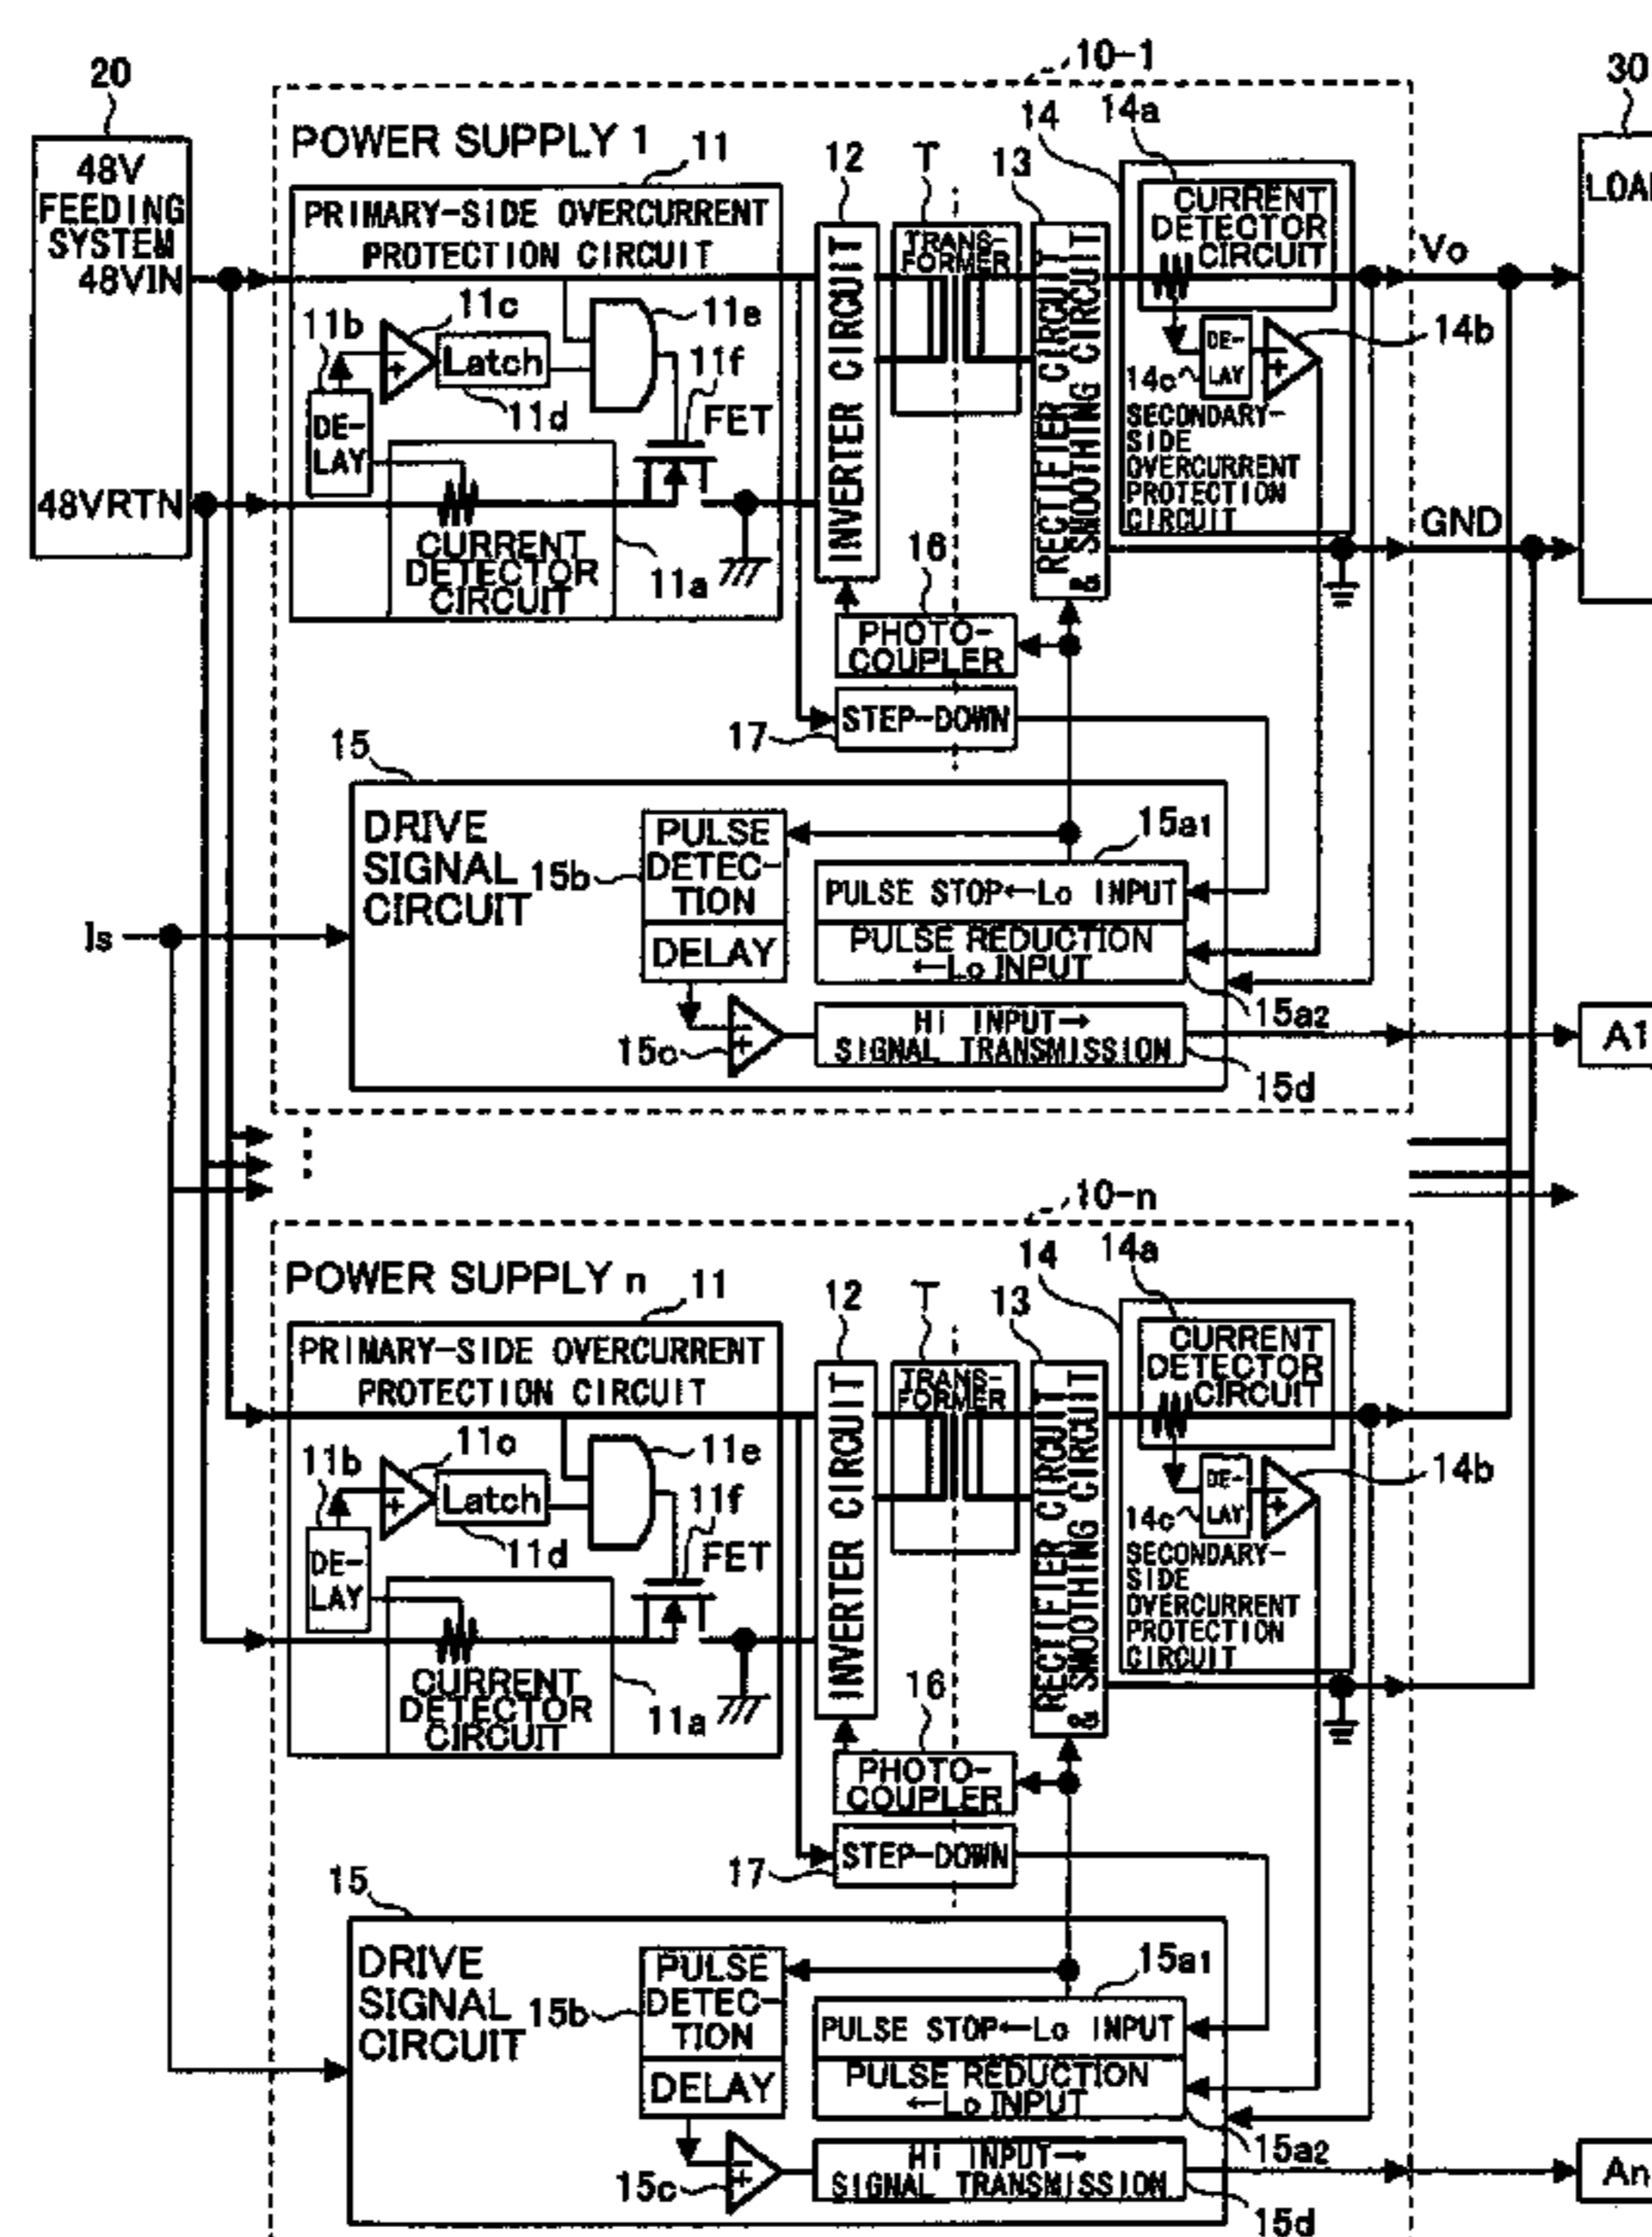 10-1
20
30
14
14a
POWER SUPPLY 1
11
12
T
13
48V
FEEDING
SYSTEM
48VIN
48VRTN
PRIMARY-SIDE OVERCURRENT
PROTECTION CIRCUIT
11b
11c
Latch
11d
11e
11f
FET
DE-
LAY
CURRENT
DETECTOR
CIRCUIT
11a
INVERTER CIRCUIT
TRANS-
FORMER
RECTIFIER CIRCUIT
& SMOOTHING CIRCUIT
CURRENT
DETECTOR
CIRCUIT
DE-
LAY
14b
14c
SECONDARY-
SIDE
OVERCURRENT
PROTECTION
CIRCUIT
Vo
GND
16
PHOTO-
COUPLER
17
STEP-DOWN
15
DRIVE
SIGNAL
CIRCUIT
15b
PULSE
DETEC-
TION
DELAY
15a1
PULSE STOP←Lo INPUT
PULSE REDUCTION
←Lo INPUT
15a2
15c
Hi INPUT→
SIGNAL TRANSMISSION
15d
Is
A1
10-n
14
14a
POWER SUPPLY n
11
12
T
13
PRIMARY-SIDE OVERCURRENT
PROTECTION CIRCUIT
11b
11c
Latch
11d
11e
11f
FET
DE-
LAY
CURRENT
DETECTOR
CIRCUIT
11a
INVERTER CIRCUIT
TRANS-
FORMER
RECTIFIER CIRCUIT
& SMOOTHING CIRCUIT
CURRENT
DETECTOR
CIRCUIT
DE-
LAY
14b
14c
SECONDARY-
SIDE
OVERCURRENT
PROTECTION
CIRCUIT
16
PHOTO-
COUPLER
17
STEP-DOWN
15
DRIVE
SIGNAL
CIRCUIT
15b
PULSE
DETEC-
TION
DELAY
15a1
PULSE STOP←Lo INPUT
PULSE REDUCTION
←Lo INPUT
15a2
15c
Hi INPUT→
SIGNAL TRANSMISSION
15d
An